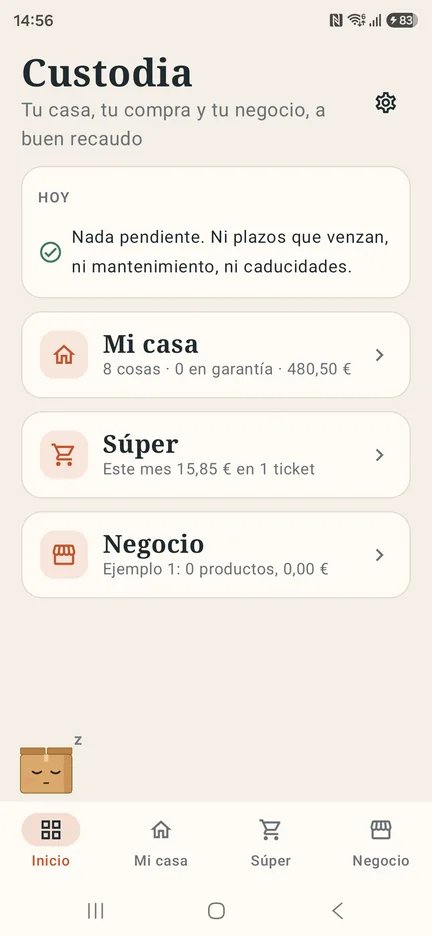 14:56
83
Custodia
Tu casa, tu compra y tu negocio, a
buen recaudo
HOY
Nada pendiente. Ni plazos que venzan,
ni mantenimiento, ni caducidades.
Mi casa
8 cosas · 0 en garantía · 480,50 €
Súper
Este mes 15,85 € en 1 ticket
Negocio
Ejemplo 1: 0 productos, 0,00 €
z
Inicio
Mi casa
Súper
Negocio